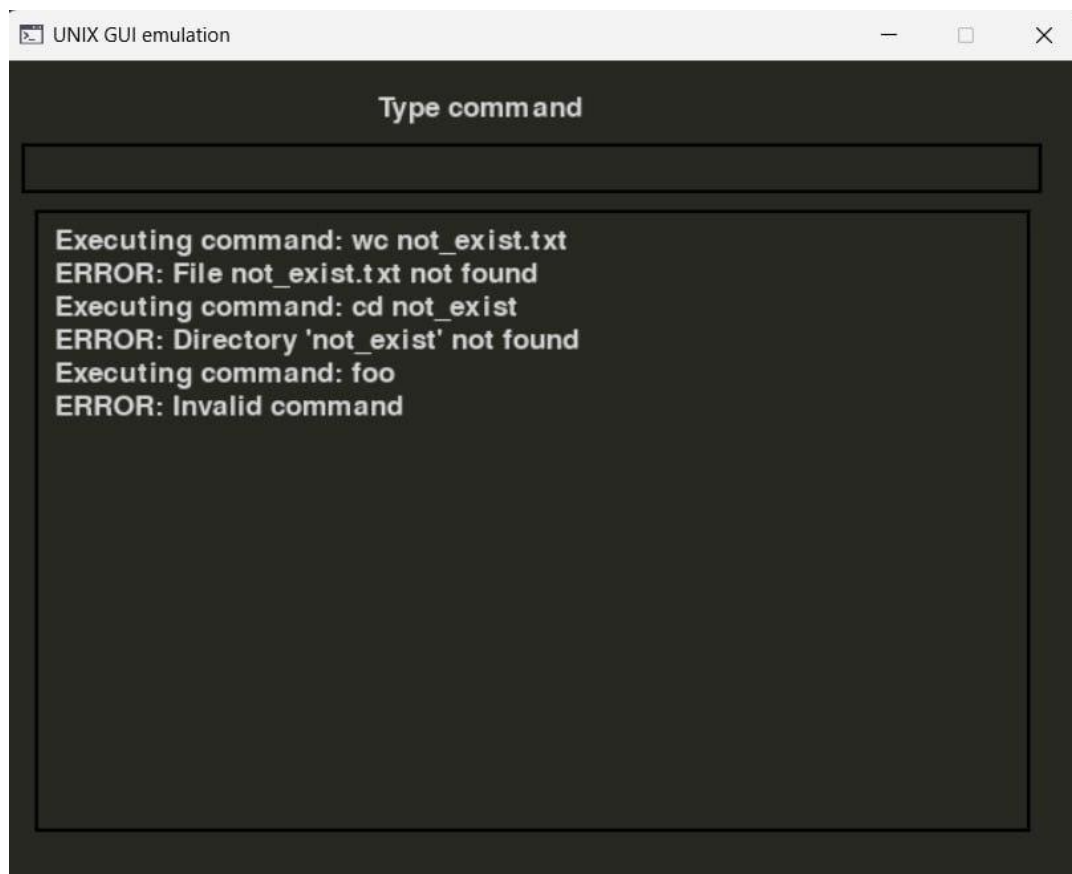 UNIX GUI emulation
Type command
Executing command: wc not_exist.txt
ERROR: File not_exist.txt not found
Executing command: cd not_exist
ERROR: Directory 'not_exist' not found
Executing command: foo
ERROR: Invalid command